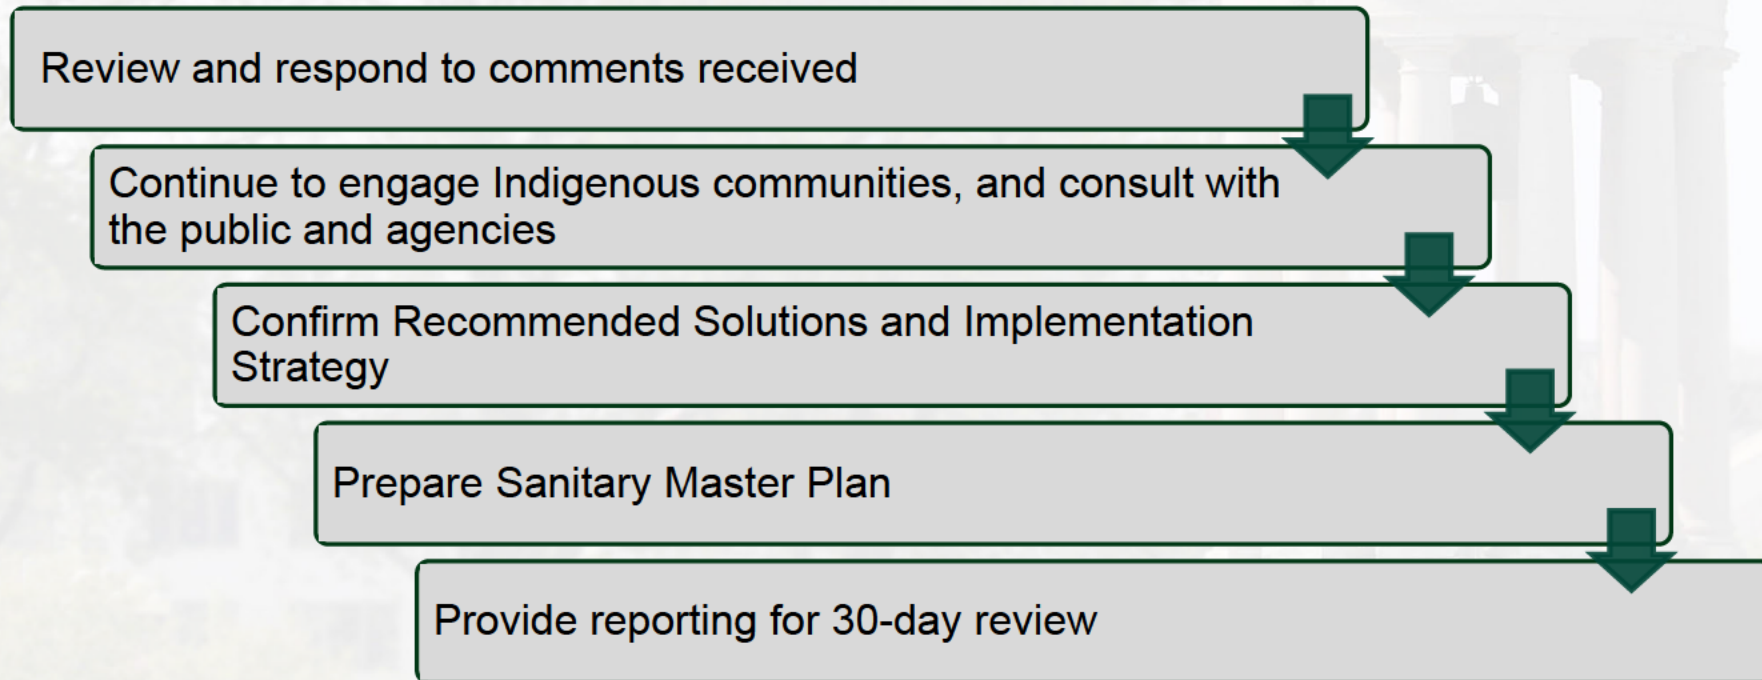 Review and respond to comments received
Continue to engage Indigenous communities, and consult with
the public and agencies
Confirm Recommended Solutions and Implementation
Strategy
Prepare Sanitary Master Plan
Provide reporting for 30-day review